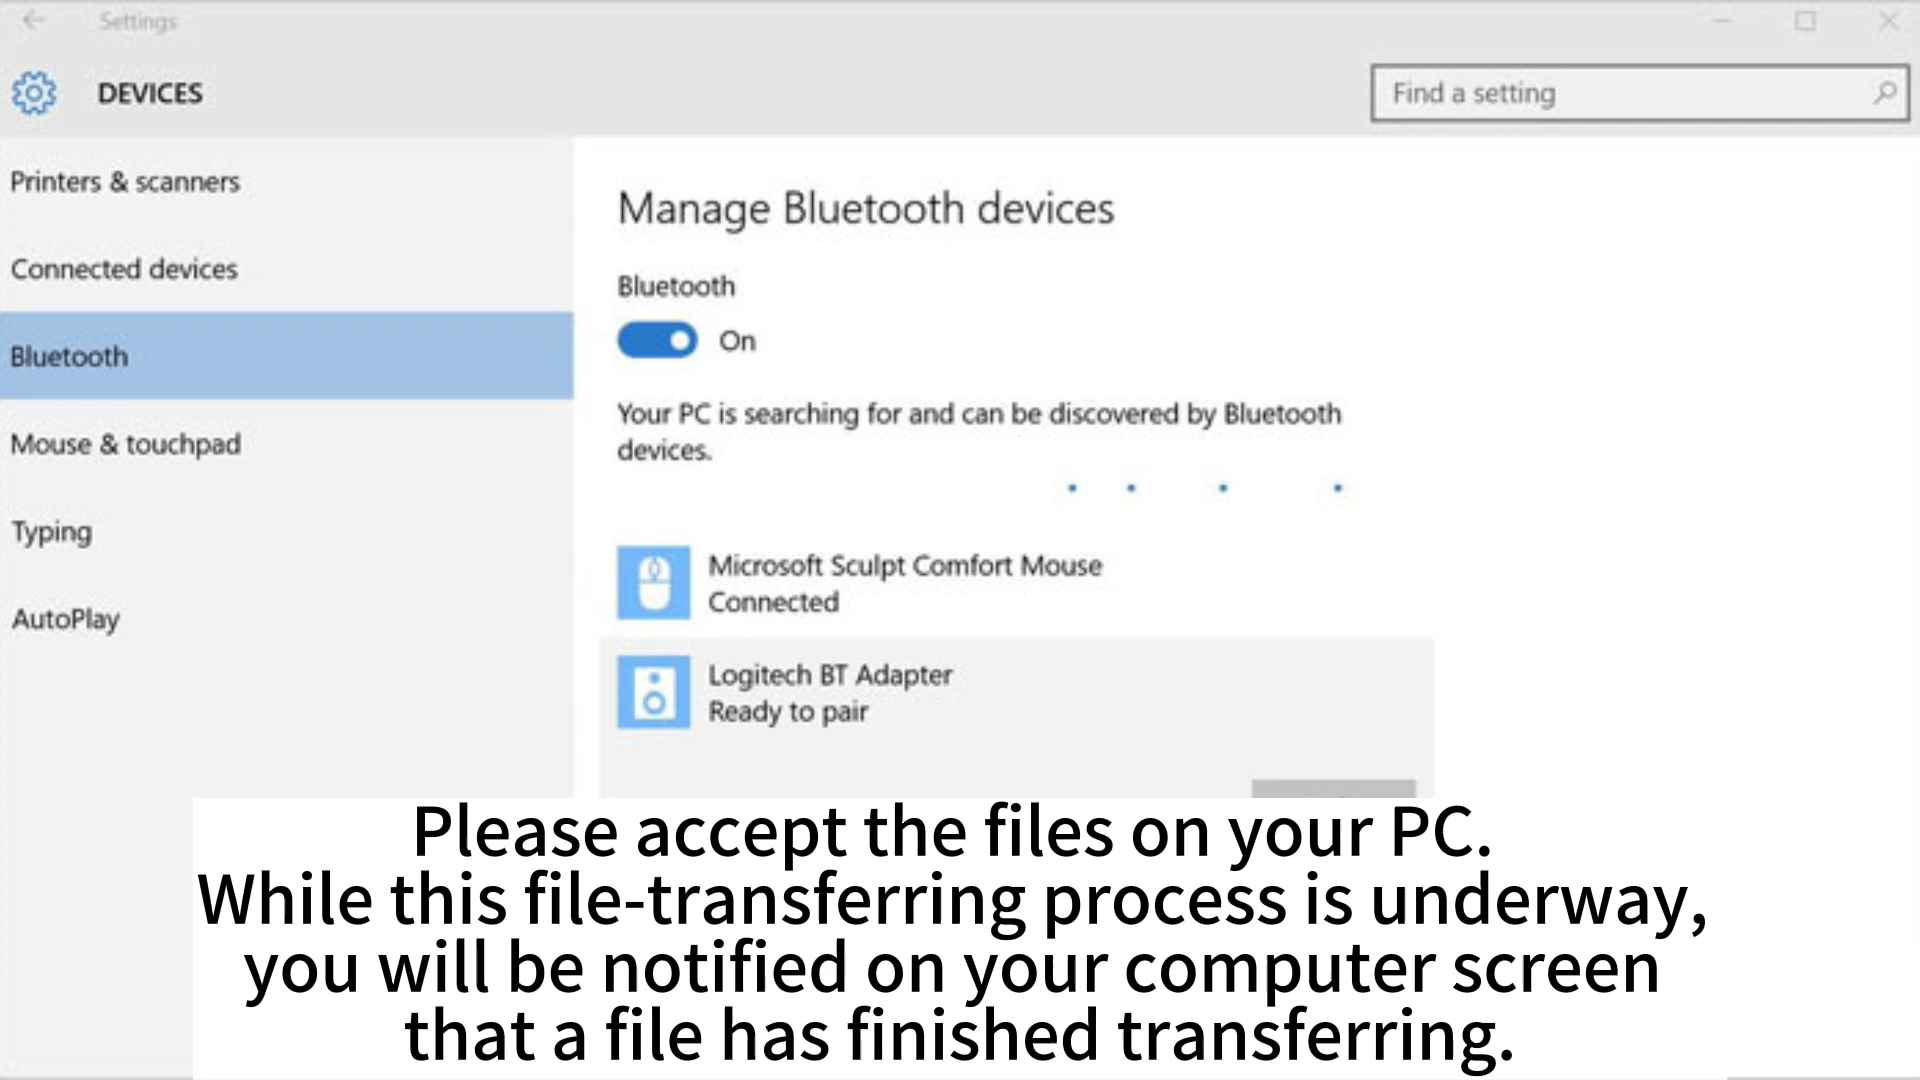 Settings
DEVICES
Find a setting
Printers & scanners
Connected devices
Bluetooth
Mouse & touchpad
Typing
AutoPlay
Manage Bluetooth devices
Bluetooth
On
Your PC is searching for and can be discovered by Bluetooth
devices.
Microsoft Sculpt Comfort Mouse
Connected
Logitech BT Adapter
Ready to pair
Please accept the files on your PC.
While this file-transferring process is underway,
you will be notified on your computer screen
that a file has finished transferring.